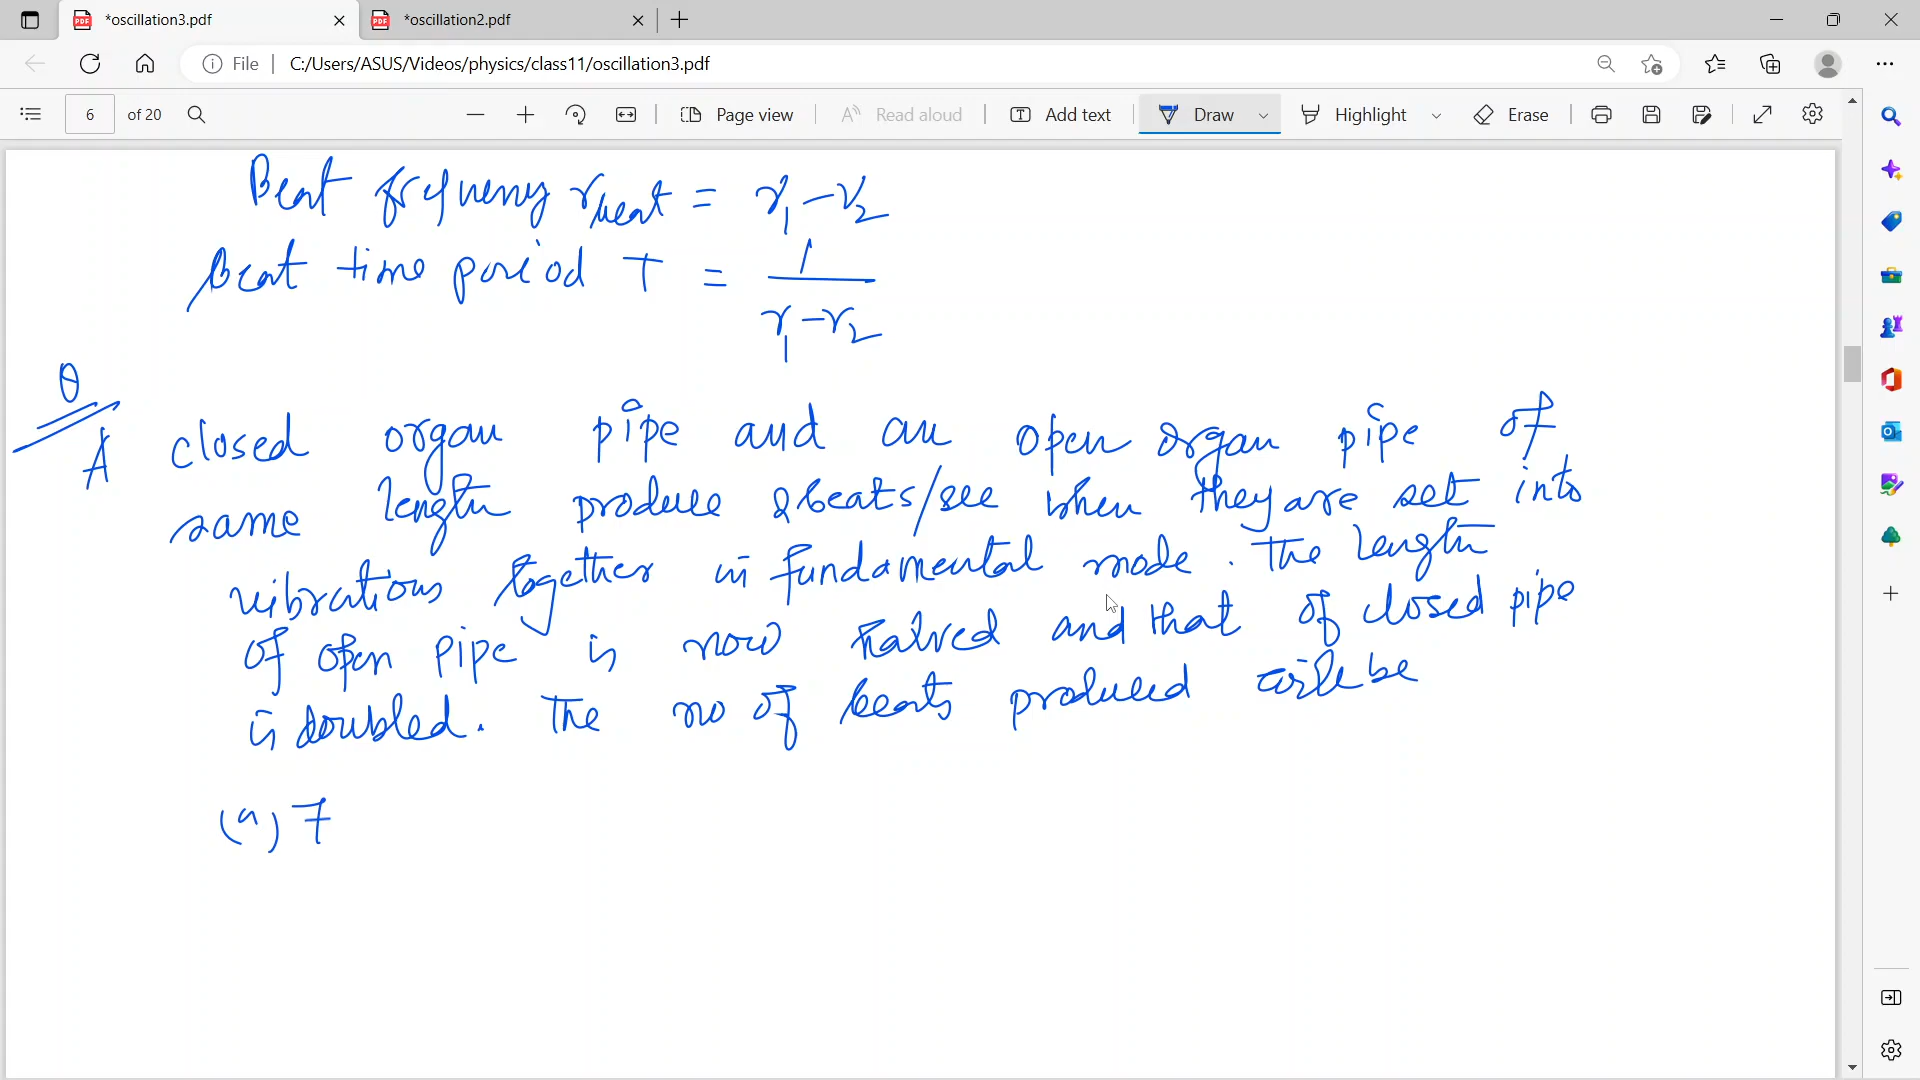 *oscillation3.pdf
*oscillation2.pdf
File
C:/Users/ASUS/Videos/physics/class11/oscillation3.pdf
6 of 20
Page view
Read aloud
Add text
Draw
Highlight
Erase
Beat frequency νbeat = ν1 - ν2
Beat time period T = 1 / ν1 - ν2
Q
A closed organ pipe and an open organ pipe of
same length produce 2 beats/sec when they are set into
vibrations together in fundamental mode. The length
of open pipe is now halved and that of closed pipe
is doubled. The no of beats produced will be
(a) 7